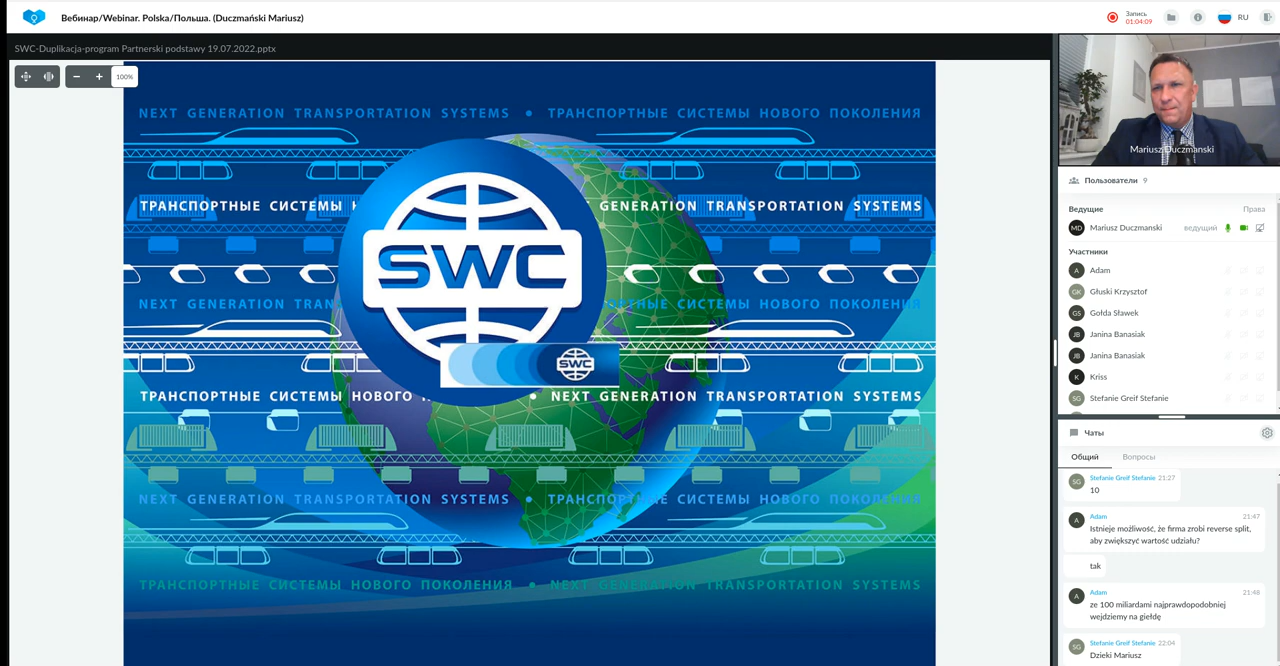 Вебинар/Webinar. Polska/Польша. (Duczmański Mariusz)
Запись
01:04:09
RU
SWC-Duplikacja-program Partnerski podstawy 19.07.2022.pptx
100%
NEXT GENERATION TRANSPORTATION SYSTEMS • ТРАНСПОРТНЫЕ СИСТЕМЫ НОВОГО ПОКОЛЕНИЯ
ТРАНСПОРТНЫЕ СИСТЕМЫ GENERATION TRANSPORTATION SYSTEMS
SWC
NEXT GENERATION СИСТЕМЫ НОВОГО ПОКОЛЕНИЯ
SWC
ТРАНСПОРТНЫЕ СИСТЕМЫ НОВОГО • NEXT GENERATION TRANSPORTATION SYSTEMS
NEXT GENERATION TRANSPORTATION SYSTEMS • ТРАНСПОРТНЫЕ СИСТЕМЫ НОВОГО ПОКОЛЕНИЯ
ТРАНСПОРТНЫЕ СИСТЕМЫ НОВОГО ПОКОЛЕНИЯ • NEXT GENERATION TRANSPORTATION SYSTEMS
Mariusz Duczmanski
Пользователи 9
Ведущие Права
MD Mariusz Duczmanski ведущий
Участники
A Adam
GK Głuski Krzysztof
GS Gołda Sławek
JB Janina Banasiak
JB Janina Banasiak
K Kriss
SG Stefanie Greif Stefanie
Чаты
Общий Вопросы
SG Stefanie Greif Stefanie 21:27
10
A Adam 21:47
Istnieje możliwość, że firma zrobi reverse split,
aby zwiększyć wartość udziału?
tak
A Adam 21:48
ze 100 miliardami najprawdopodobniej
wejdziemy na giełdę
SG Stefanie Greif Stefanie 22:04
Dzieki Mariusz